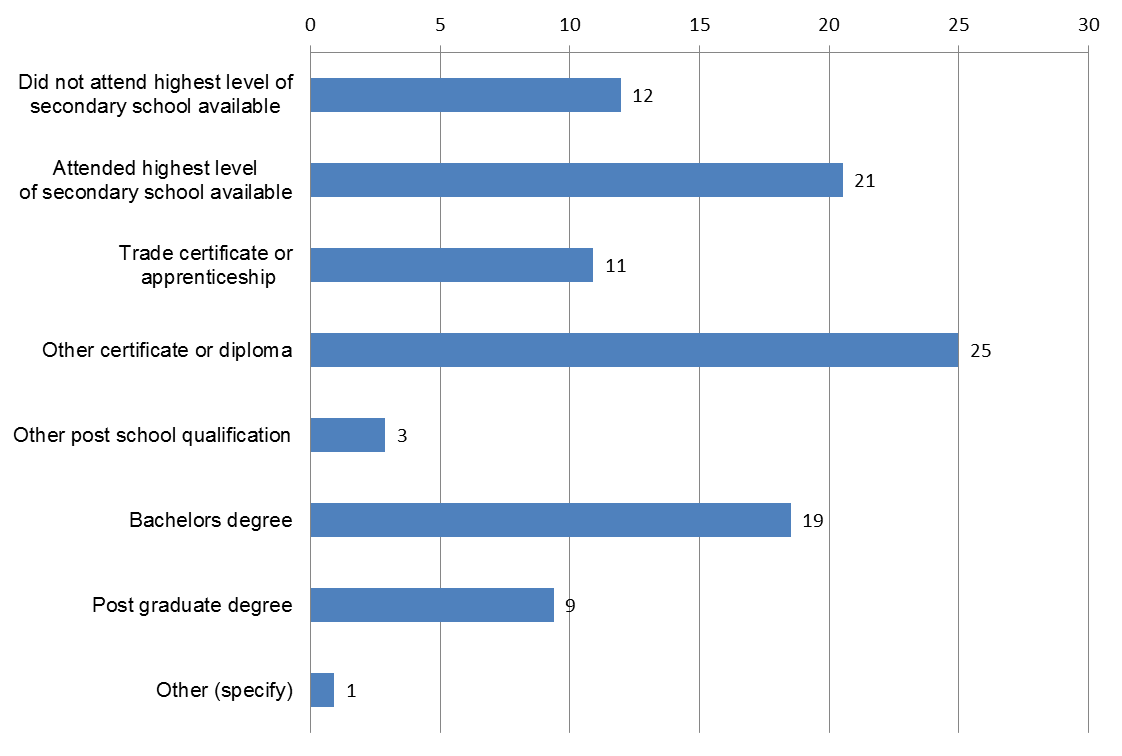 0 5 10 15 20 25 30
Did not attend highest level of
secondary school available
12
Attended highest level
of secondary school available
21
Trade certificate or
apprenticeship
11
Other certificate or diploma
25
Other post school qualification
3
Bachelors degree
19
Post graduate degree
9
Other (specify)
1